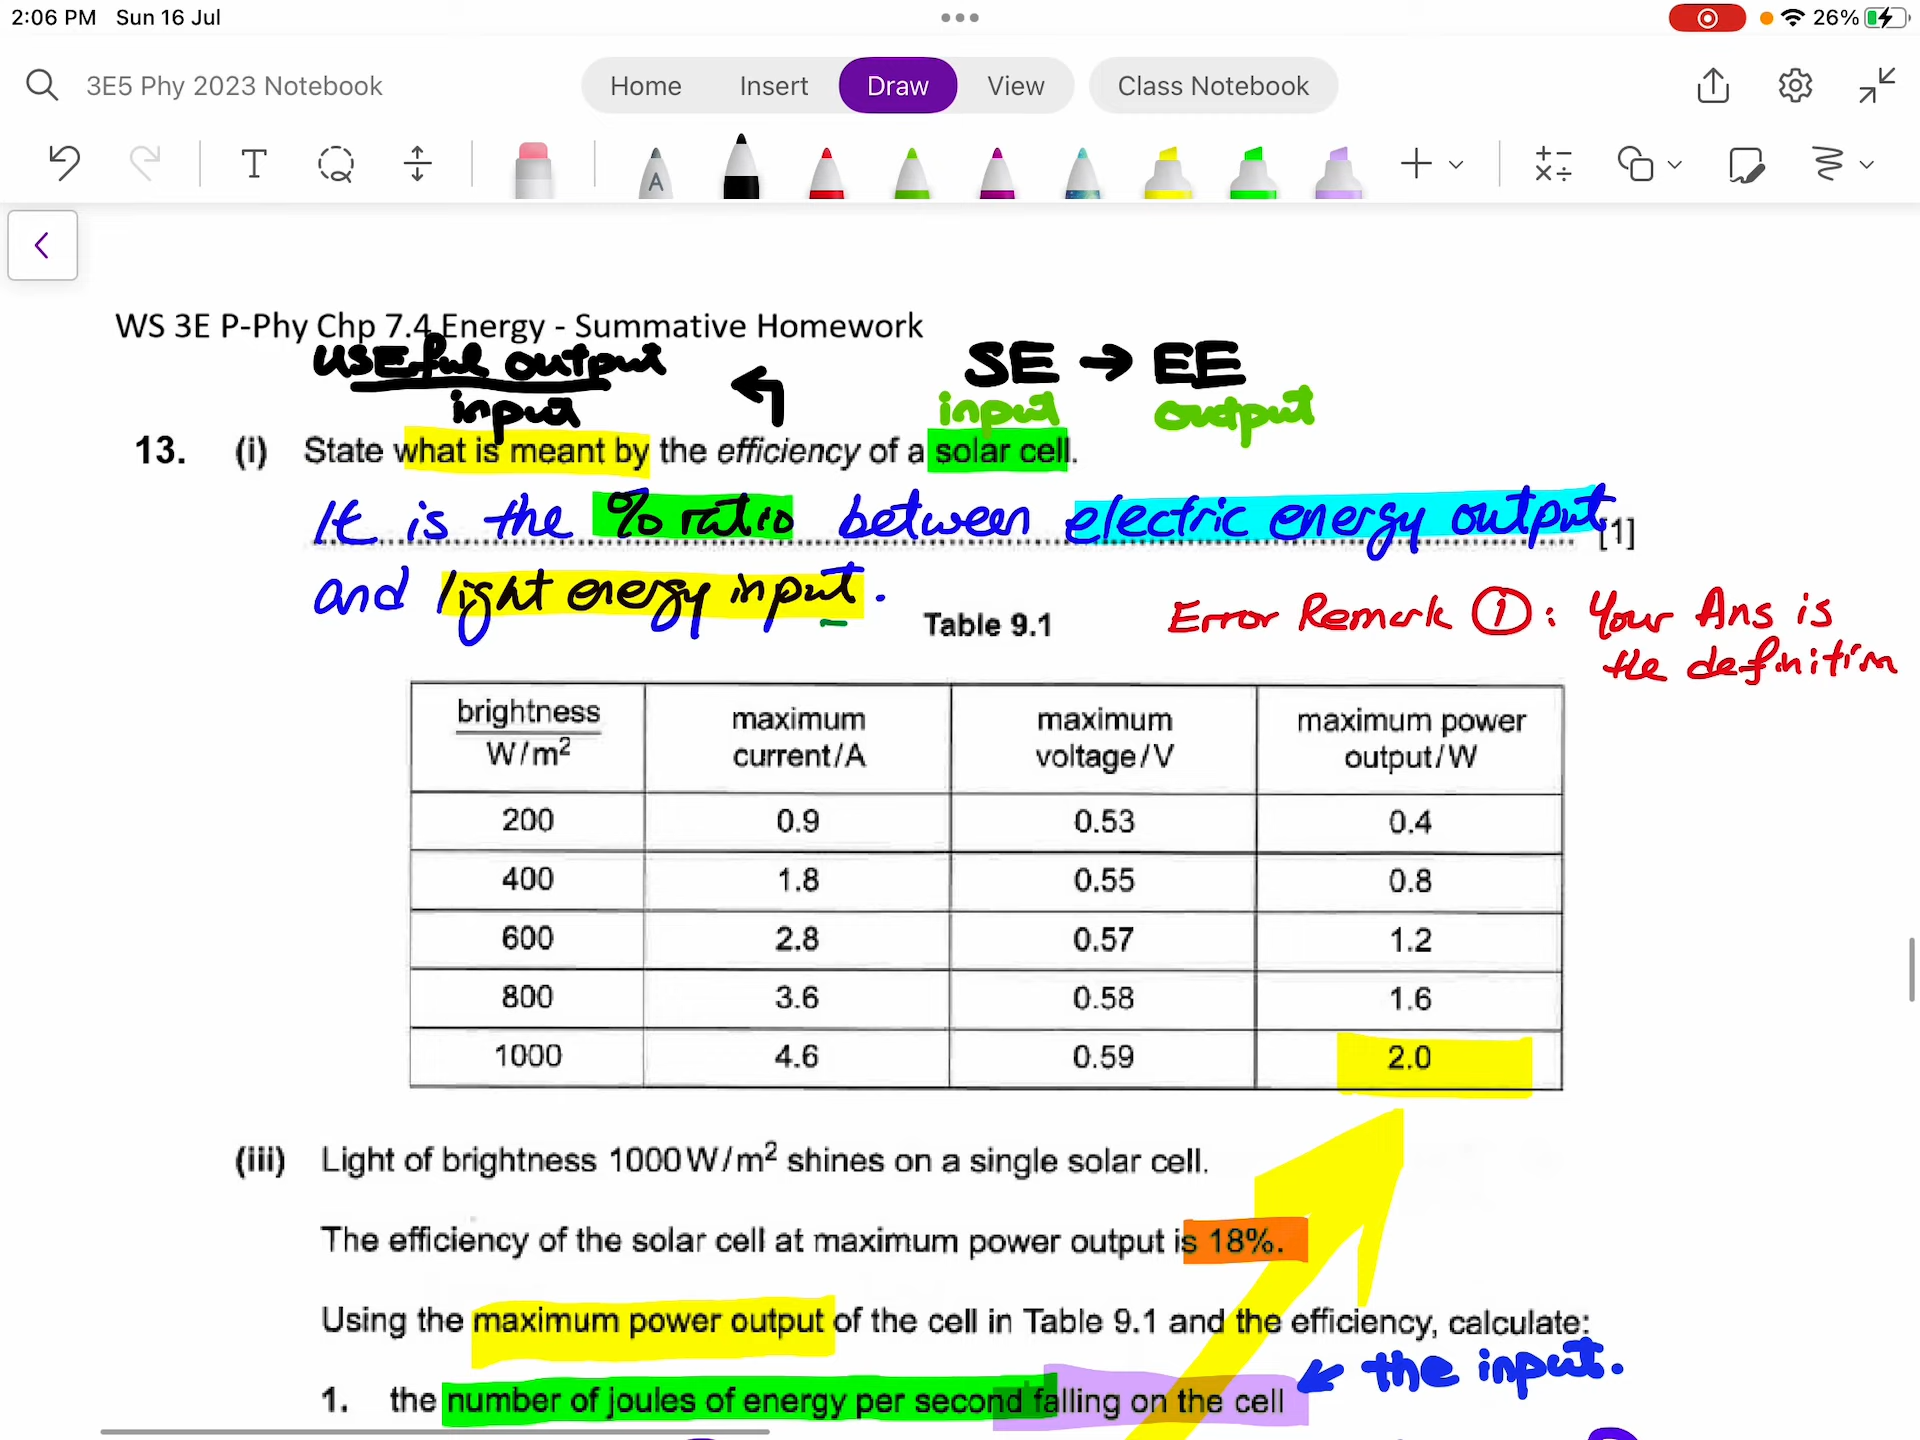 2:06 PM Sun 16 Jul
26%
3E5 Phy 2023 Notebook
Home Insert Draw View Class Notebook
T
A
WS 3E P-Phy Chp 7.4 Energy - Summative Homework
USEful output
input
SE → EE
input output
13. (i) State what is meant by the efficiency of a solar cell.
It is the % ratio between electric energy output
[1]
and light energy input.
Error Remark ①: Your Ans is
the definition
Table 9.1
brightness W/m² maximum current/A maximum voltage/V maximum power output/W
200 0.9 0.53 0.4
400 1.8 0.55 0.8
600 2.8 0.57 1.2
800 3.6 0.58 1.6
1000 4.6 0.59 2.0
(iii) Light of brightness 1000 W/m² shines on a single solar cell.
The efficiency of the solar cell at maximum power output is 18%.
Using the maximum power output of the cell in Table 9.1 and the efficiency, calculate:
the input.
1. the number of joules of energy per second falling on the cell